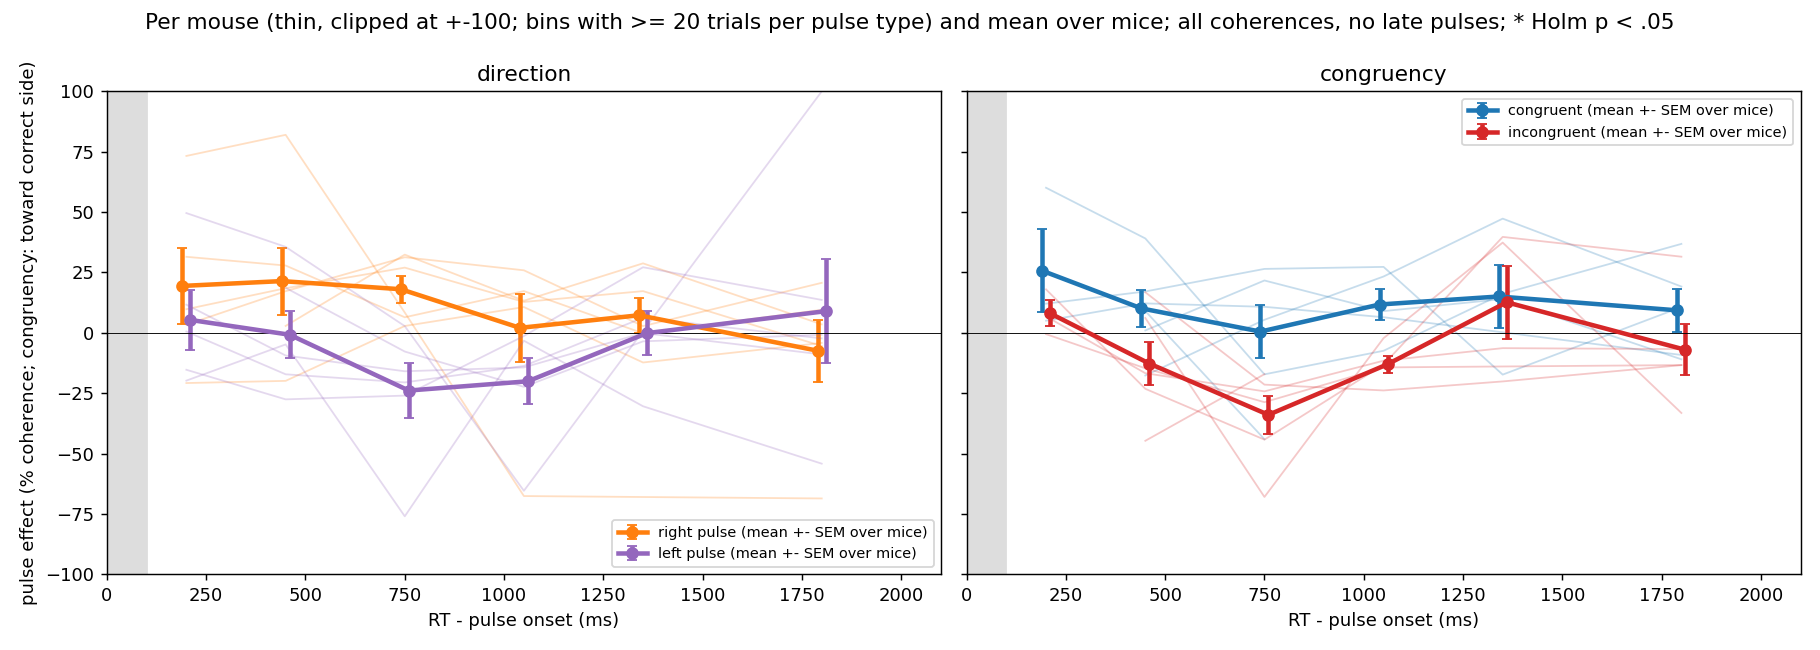 Per mouse (thin, clipped at +-100; bins with >= 20 trials per pulse type) and mean over mice; all coherences, no late pulses; * Holm p < .05
direction
pulse effect (% coherence; congruency: toward correct side)
100
75
50
25
0
−25
−50
−75
−100
right pulse (mean +- SEM over mice)
left pulse (mean +- SEM over mice)
0 250 500 750 1000 1250 1500 1750 2000
RT - pulse onset (ms)
congruency
congruent (mean +- SEM over mice)
incongruent (mean +- SEM over mice)
0 250 500 750 1000 1250 1500 1750 2000
RT - pulse onset (ms)